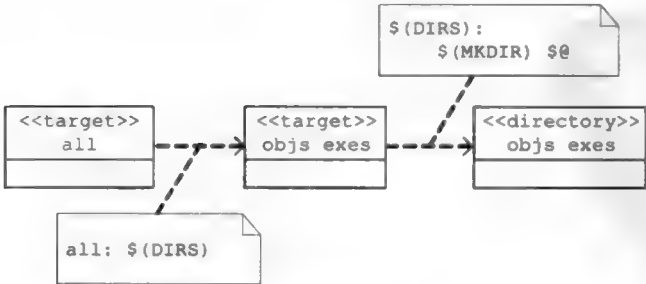 $(DIRS):
$(MKDIR) $@
<<target>>
all
<<target>>
objs exes
<<directory>>
objs exes
all: $(DIRS)